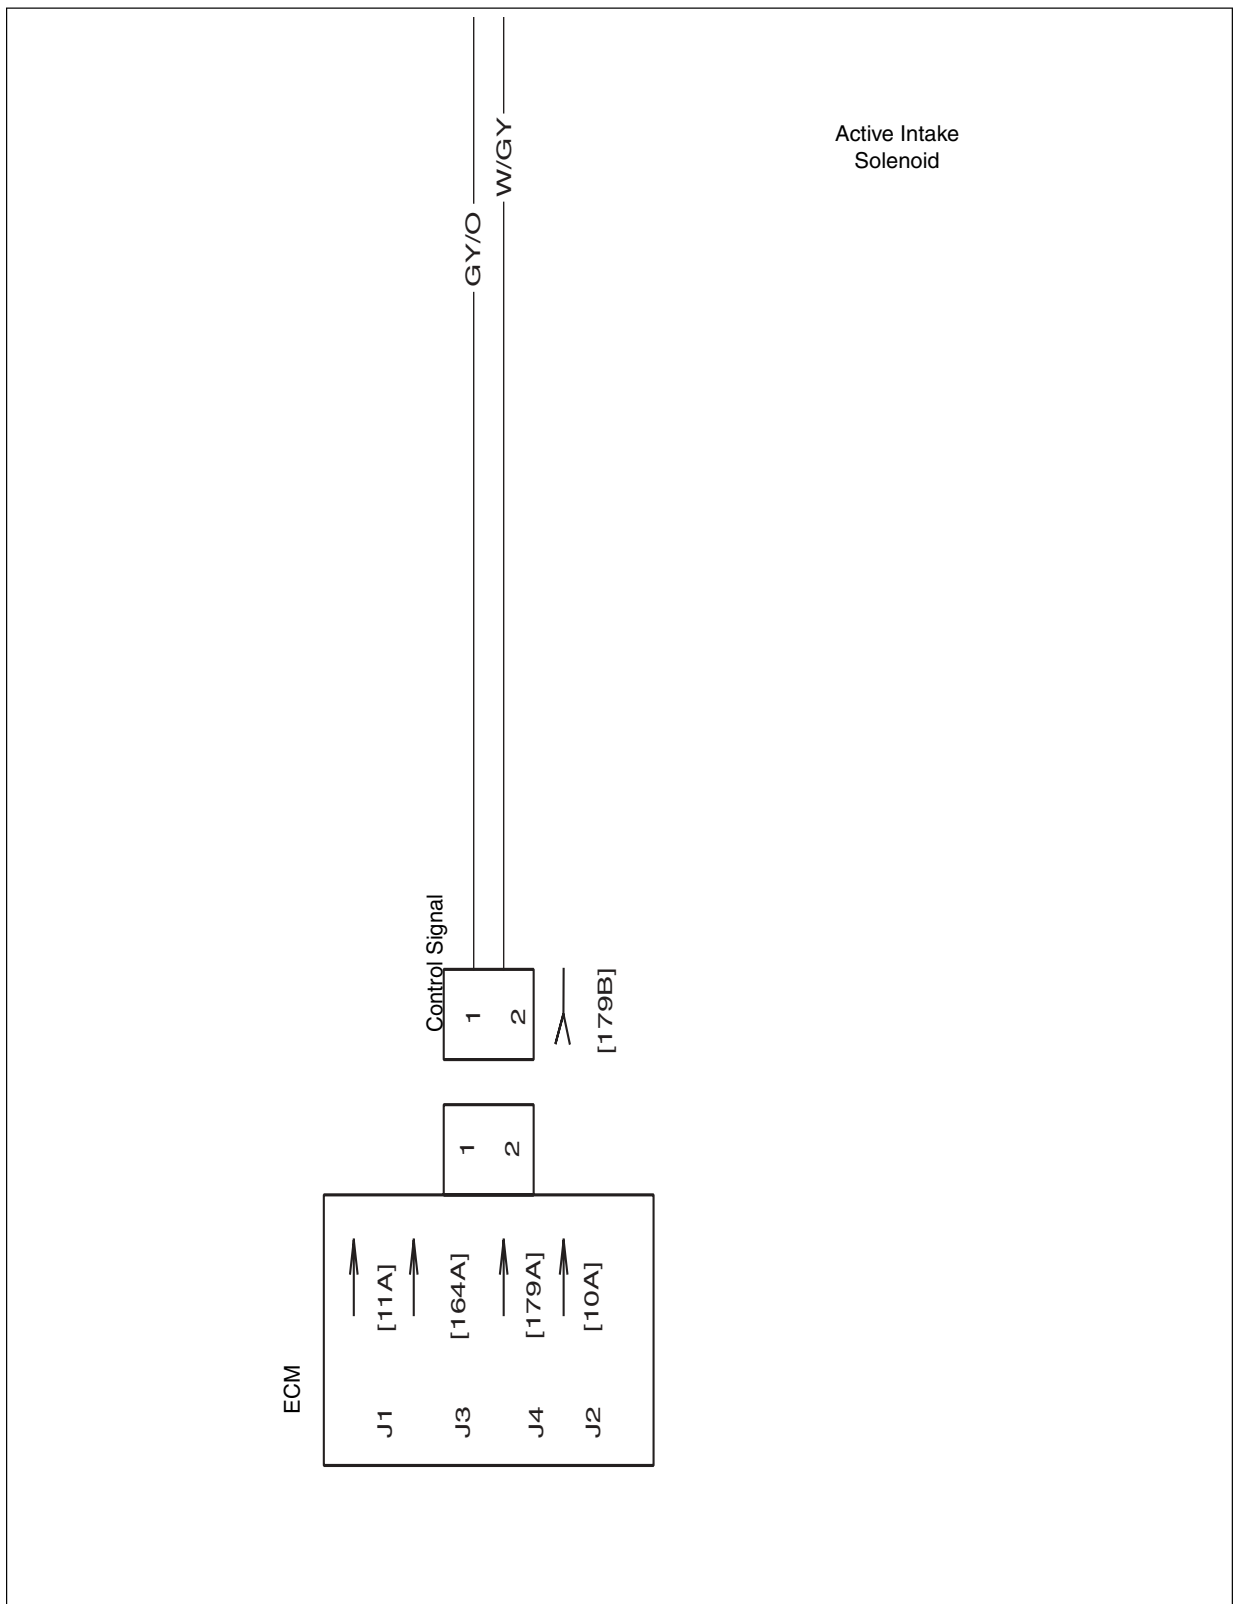 Active Intake
Solenoid
GY/O
W/GY
Control Signal
1
2
[179B]
1
2
ECM
[11A]
[164A]
[179A]
[10A]
J1
J3
J4
J2